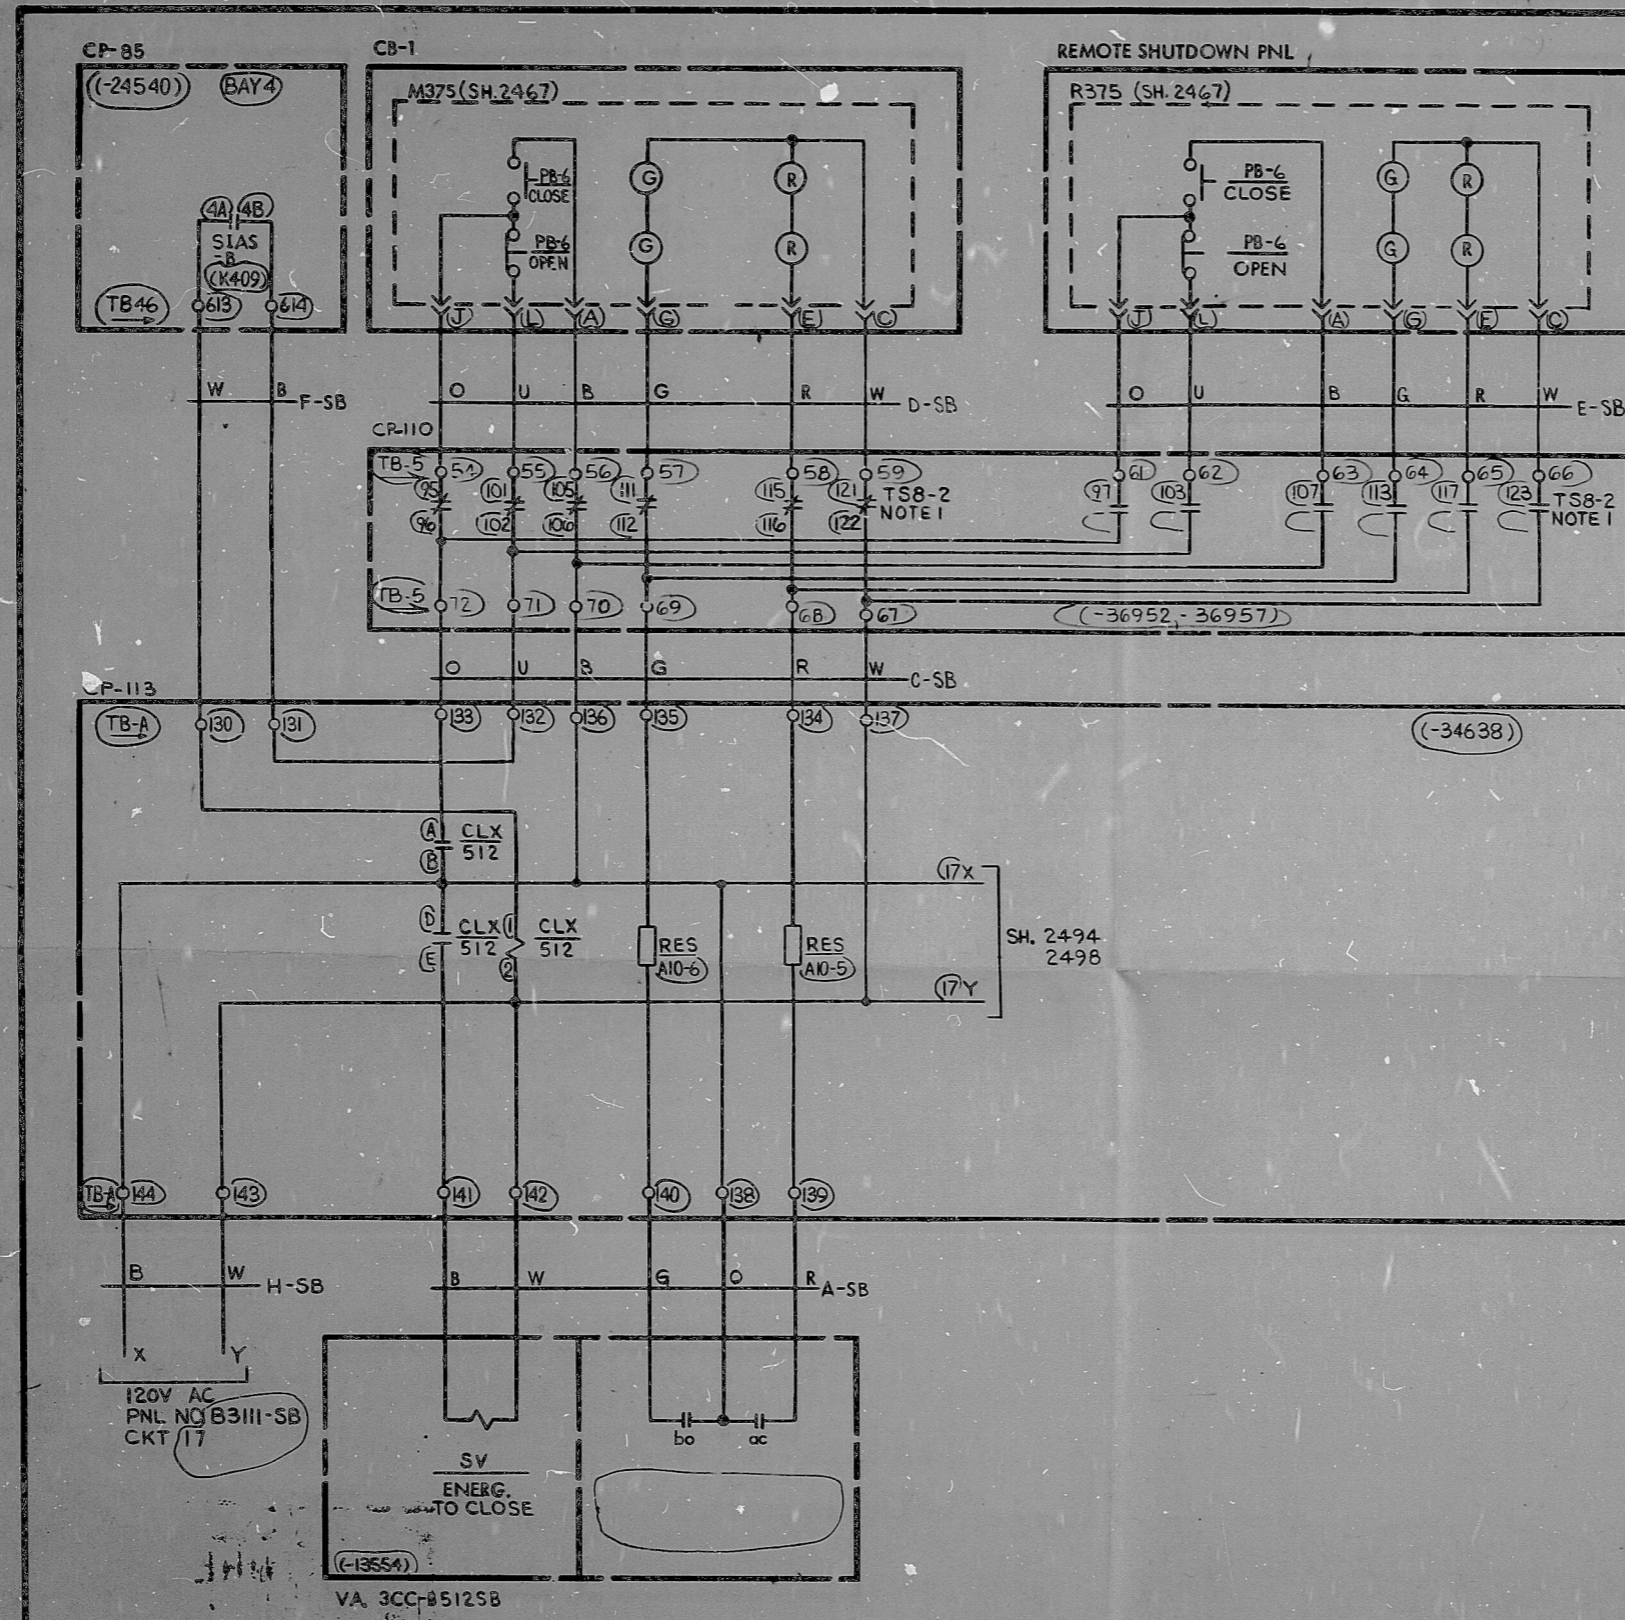 CP-85
CB-1
REMOTE SHUTDOWN PNL
(-24540)
BAY 4
M375 (SH. 2467)
R375 (SH. 2467)
PB-6
CLOSE
G
R
PB-6
CLOSE
G
R
4A
4B
SIAS
-B
(K409)
PB-6
OPEN
G
R
PB-6
OPEN
G
R
TB46
613
614
J
L
A
G
E
C
J
L
A
G
E
C
W
B
F-SB
O
U
B
G
R
W
D-SB
O
U
B
G
R
W
E-SB
CP-110
TB-5
54
55
56
57
58
59
61
62
63
64
65
66
95
101
105
111
115
121
TS8-2
NOTE 1
97
103
107
113
117
123
TS8-2
NOTE 1
96
102
106
112
116
122
TB-5
72
71
70
69
68
67
(-36952, -36957)
O
U
B
G
R
W
C-SB
CP-113
TB-A
130
131
133
132
136
135
134
137
(-34638)
A
B
CLX
512
17X
D
E
CLX
512
1
2
CLX
512
RES
A10-6
RES
A10-5
SH. 2494
2498
17Y
TB-A
144
143
141
142
140
138
139
B
W
H-SB
B
W
G
O
R
A-SB
X
Y
120V AC
PNL NO B3111-SB
CKT 17
bo
ac
SV
ENERG.
TO CLOSE
(-13554)
VA. 3CC-B512SB